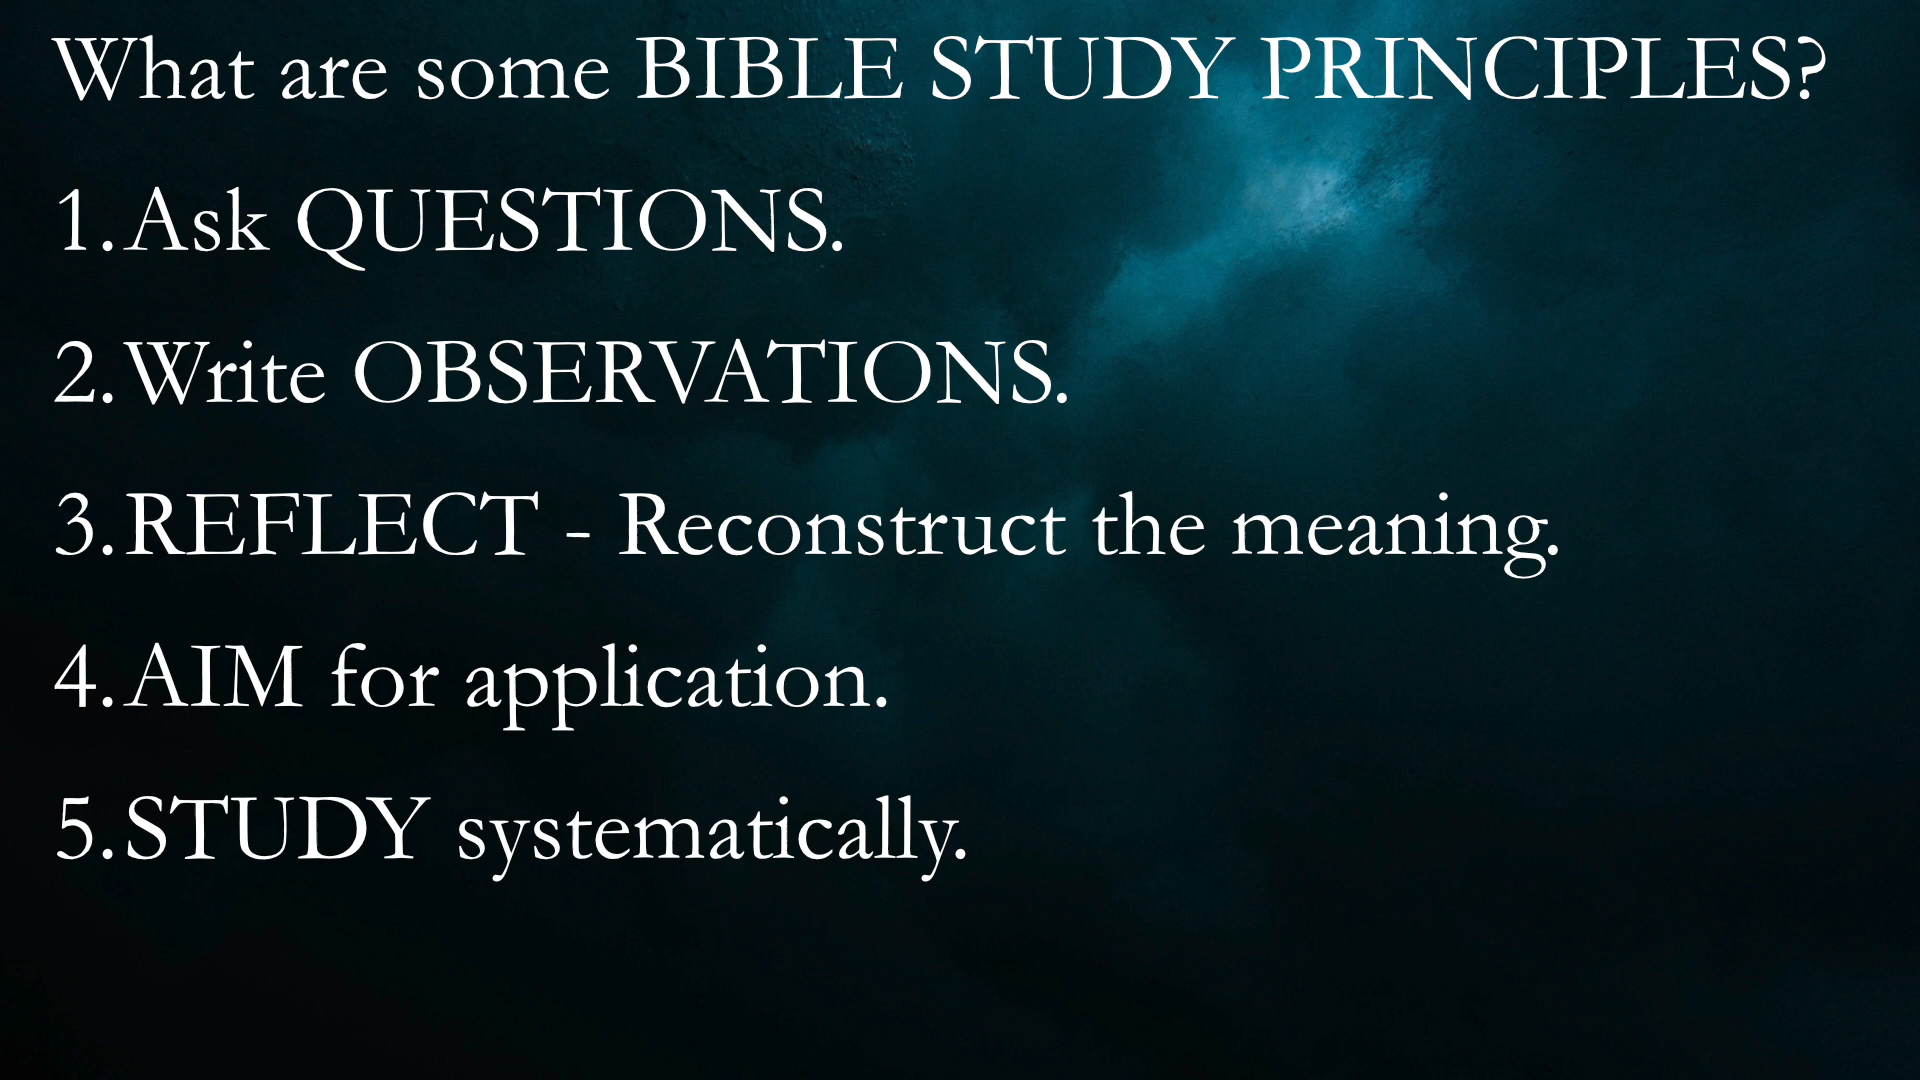 What are some BIBLE STUDY PRINCIPLES?
1. Ask QUESTIONS.
2. Write OBSERVATIONS.
3. REFLECT - Reconstruct the meaning.
4. AIM for application.
5. STUDY systematically.